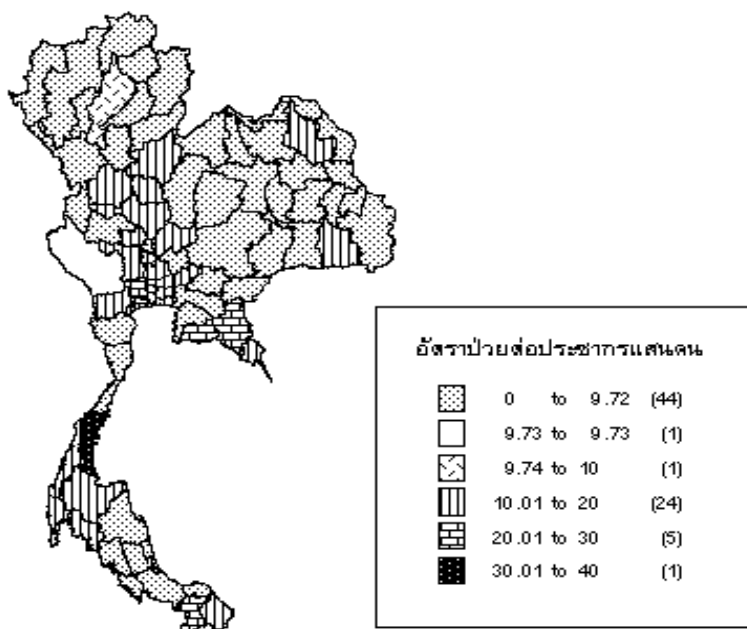 อัตราป่วยต่อประชากรแสนคน
0 to 9.72 (44)
9.73 to 9.73 (1)
9.74 to 10 (1)
10.01 to 20 (24)
20.01 to 30 (5)
30.01 to 40 (1)